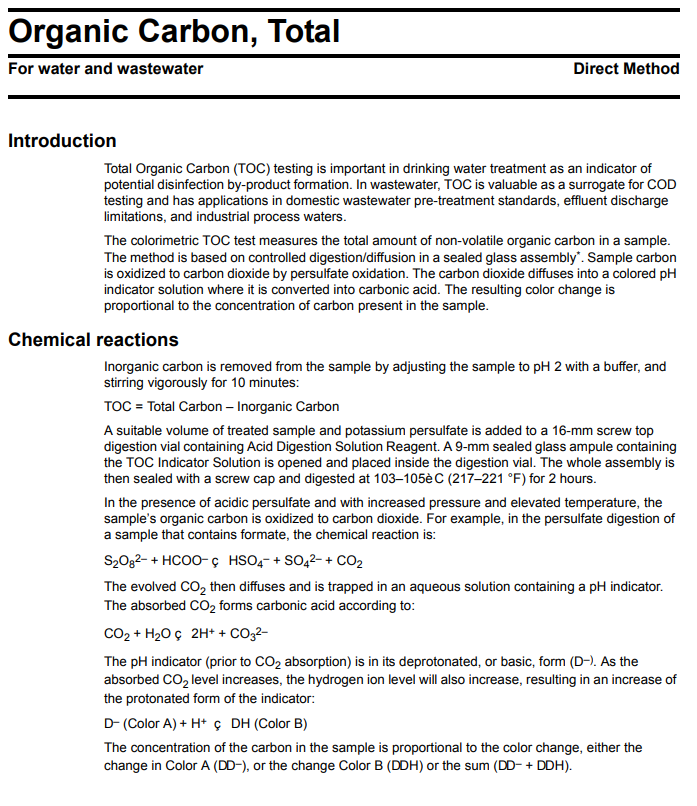 Organic Carbon, Total
For water and wastewater Direct Method
Introduction
Total Organic Carbon (TOC) testing is important in drinking water treatment as an indicator of
potential disinfection by-product formation. In wastewater, TOC is valuable as a surrogate for COD
testing and has applications in domestic wastewater pre-treatment standards, effluent discharge
limitations, and industrial process waters.
The colorimetric TOC test measures the total amount of non-volatile organic carbon in a sample.
The method is based on controlled digestion/diffusion in a sealed glass assembly*. Sample carbon
is oxidized to carbon dioxide by persulfate oxidation. The carbon dioxide diffuses into a colored pH
indicator solution where it is converted into carbonic acid. The resulting color change is
proportional to the concentration of carbon present in the sample.
Chemical reactions
Inorganic carbon is removed from the sample by adjusting the sample to pH 2 with a buffer, and
stirring vigorously for 10 minutes:
TOC = Total Carbon – Inorganic Carbon
A suitable volume of treated sample and potassium persulfate is added to a 16-mm screw top
digestion vial containing Acid Digestion Solution Reagent. A 9-mm sealed glass ampule containing
the TOC Indicator Solution is opened and placed inside the digestion vial. The whole assembly is
then sealed with a screw cap and digested at 103–105èC (217–221 °F) for 2 hours.
In the presence of acidic persulfate and with increased pressure and elevated temperature, the
sample's organic carbon is oxidized to carbon dioxide. For example, in the persulfate digestion of
a sample that contains formate, the chemical reaction is:
S₂O₈²⁻ + HCOO⁻ ç HSO₄⁻ + SO₄²⁻ + CO₂
The evolved CO₂ then diffuses and is trapped in an aqueous solution containing a pH indicator.
The absorbed CO₂ forms carbonic acid according to:
CO₂ + H₂O ç 2H⁺ + CO₃²⁻
The pH indicator (prior to CO₂ absorption) is in its deprotonated, or basic, form (D⁻⁾. As the
absorbed CO₂ level increases, the hydrogen ion level will also increase, resulting in an increase of
the protonated form of the indicator:
D⁻ (Color A) + H⁺ ç DH (Color B)
The concentration of the carbon in the sample is proportional to the color change, either the
change in Color A (DD⁻), or the change Color B (DDH) or the sum (DD⁻ + DDH).